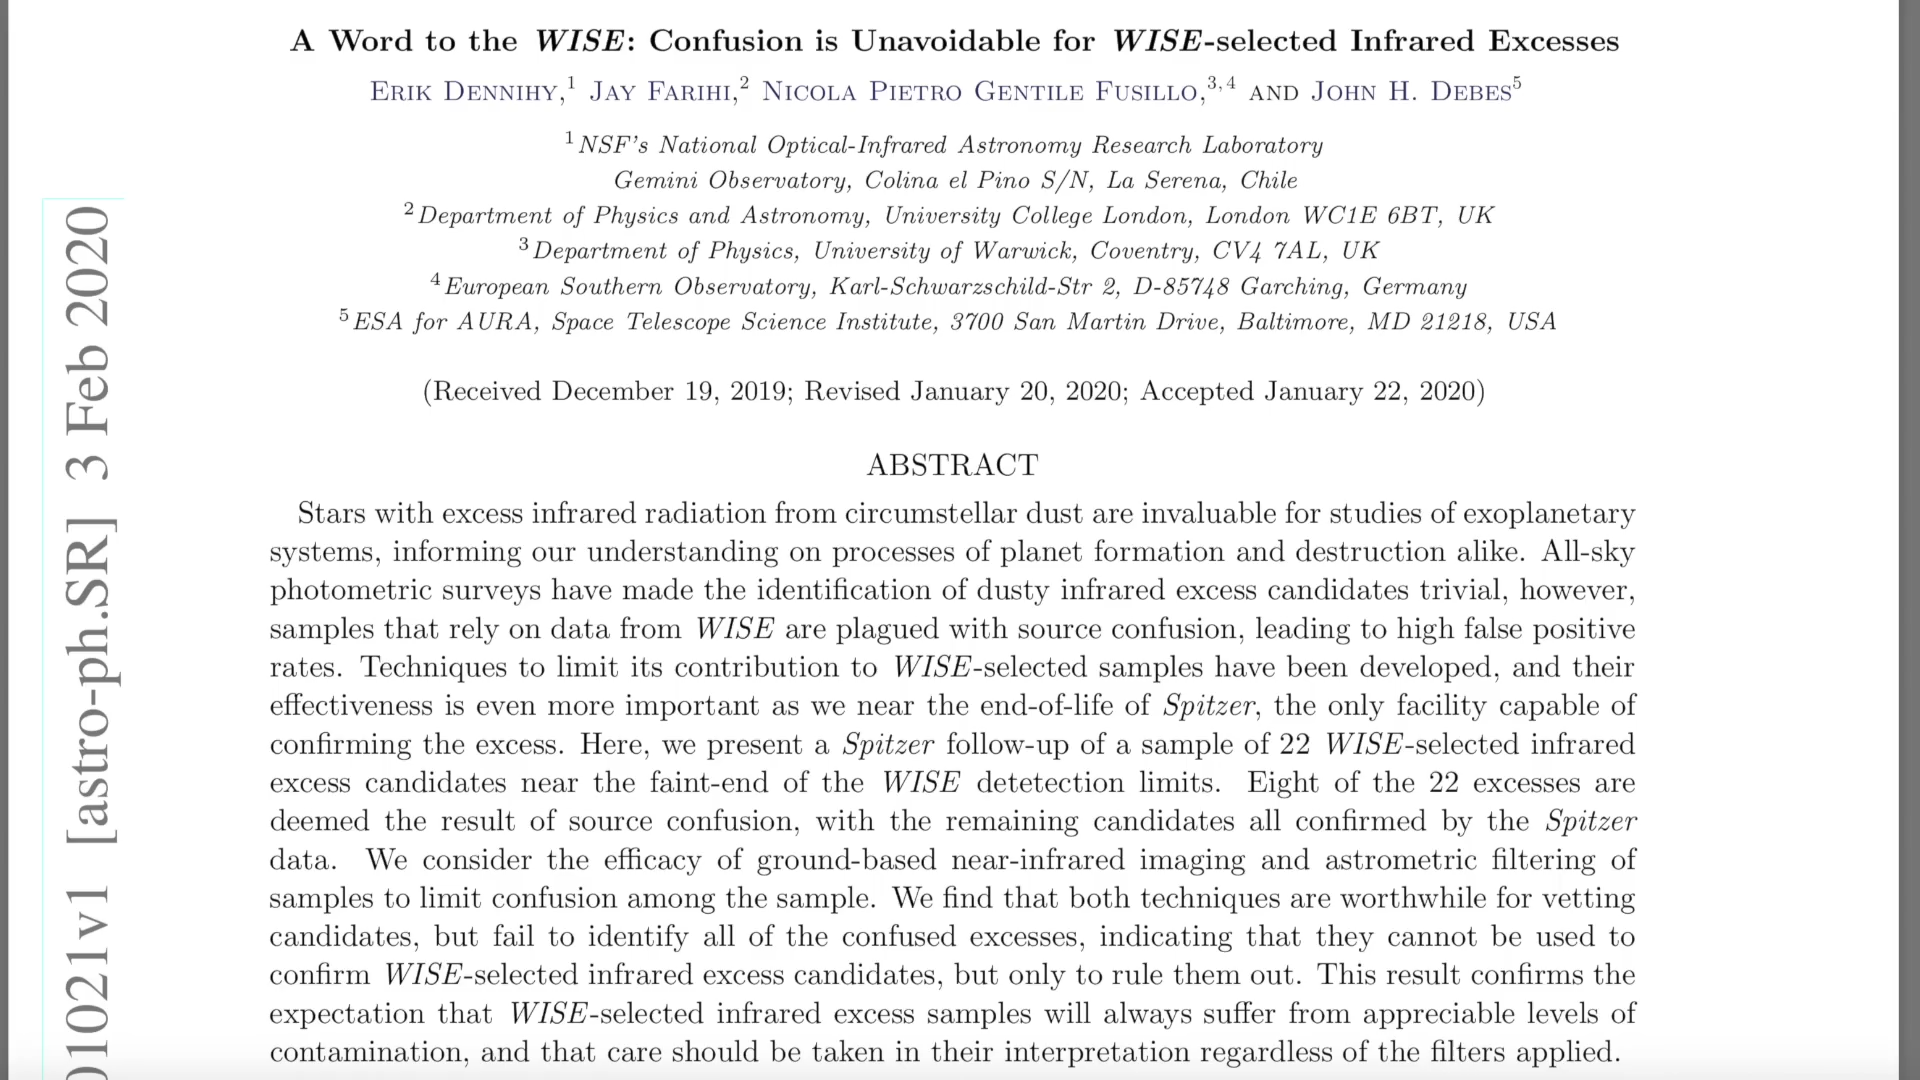 A Word to the WISE: Confusion is Unavoidable for WISE-selected Infrared Excesses
Erik Dennihy,1 Jay Farihi,2 Nicola Pietro Gentile Fusillo,3,4 and John H. Debes5
1 NSF's National Optical-Infrared Astronomy Research Laboratory
Gemini Observatory, Colina el Pino S/N, La Serena, Chile
2 Department of Physics and Astronomy, University College London, London WC1E 6BT, UK
3 Department of Physics, University of Warwick, Coventry, CV4 7AL, UK
4 European Southern Observatory, Karl-Schwarzschild-Str 2, D-85748 Garching, Germany
5 ESA for AURA, Space Telescope Science Institute, 3700 San Martin Drive, Baltimore, MD 21218, USA
(Received December 19, 2019; Revised January 20, 2020; Accepted January 22, 2020)
ABSTRACT
Stars with excess infrared radiation from circumstellar dust are invaluable for studies of exoplanetary
systems, informing our understanding on processes of planet formation and destruction alike. All-sky
photometric surveys have made the identification of dusty infrared excess candidates trivial, however,
samples that rely on data from WISE are plagued with source confusion, leading to high false positive
rates. Techniques to limit its contribution to WISE-selected samples have been developed, and their
effectiveness is even more important as we near the end-of-life of Spitzer, the only facility capable of
confirming the excess. Here, we present a Spitzer follow-up of a sample of 22 WISE-selected infrared
excess candidates near the faint-end of the WISE detetection limits. Eight of the 22 excesses are
deemed the result of source confusion, with the remaining candidates all confirmed by the Spitzer
data. We consider the efficacy of ground-based near-infrared imaging and astrometric filtering of
samples to limit confusion among the sample. We find that both techniques are worthwhile for vetting
candidates, but fail to identify all of the confused excesses, indicating that they cannot be used to
confirm WISE-selected infrared excess candidates, but only to rule them out. This result confirms the
expectation that WISE-selected infrared excess samples will always suffer from appreciable levels of
contamination, and that care should be taken in their interpretation regardless of the filters applied.
01021v1 [astro-ph.SR] 3 Feb 2020